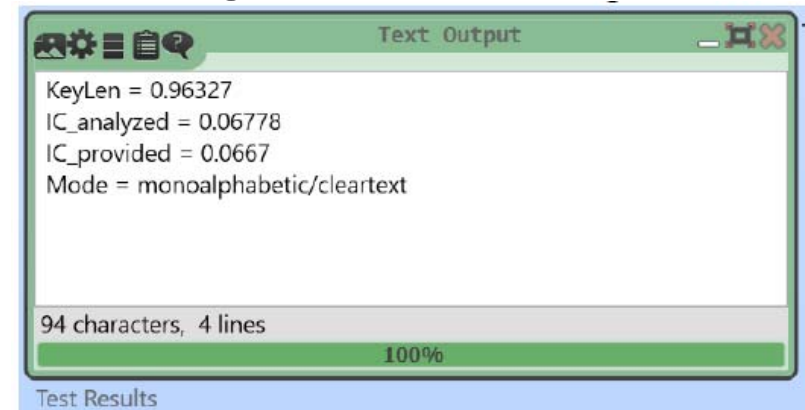 Text Output
KeyLen = 0.96327
IC_analyzed = 0.06778
IC_provided = 0.0667
Mode = monoalphabetic/cleartext
94 characters, 4 lines
100%
Test Results